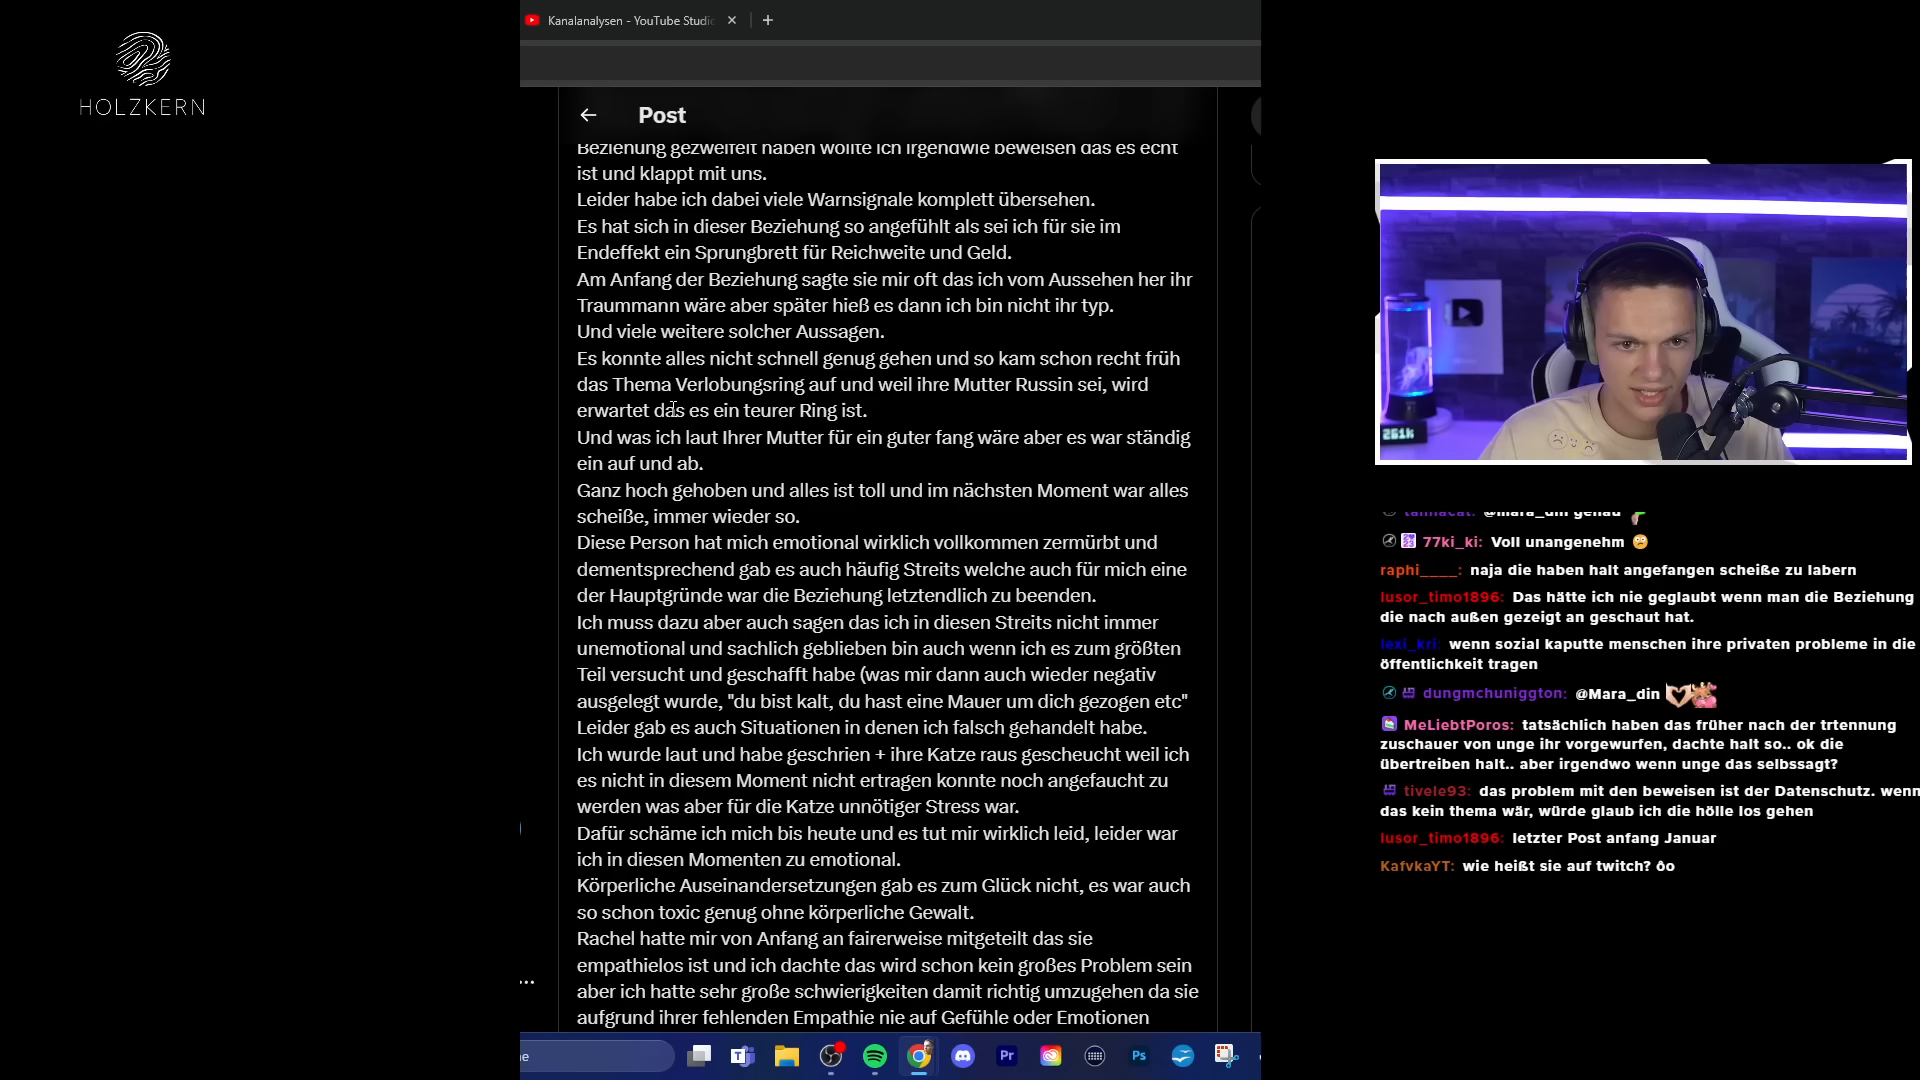 HOLZKERN
Kanalanalysen - YouTube Studio
Post
Beziehung gezweifelt haben wollte ich irgendwie beweisen das es echt
ist und klappt mit uns.
Leider habe ich dabei viele Warnsignale komplett übersehen.
Es hat sich in dieser Beziehung so angefühlt als sei ich für sie im
Endeffekt ein Sprungbrett für Reichweite und Geld.
Am Anfang der Beziehung sagte sie mir oft das ich vom Aussehen her ihr
Traummann wäre aber später hieß es dann ich bin nicht ihr typ.
Und viele weitere solcher Aussagen.
Es konnte alles nicht schnell genug gehen und so kam schon recht früh
das Thema Verlobungsring auf und weil ihre Mutter Russin sei, wird
erwartet das es ein teurer Ring ist.
Und was ich laut Ihrer Mutter für ein guter fang wäre aber es war ständig
ein auf und ab.
Ganz hoch gehoben und alles ist toll und im nächsten Moment war alles
scheiße, immer wieder so.
Diese Person hat mich emotional wirklich vollkommen zermürbt und
dementsprechend gab es auch häufig Streits welche auch für mich eine
der Hauptgründe war die Beziehung letztendlich zu beenden.
Ich muss dazu aber auch sagen das ich in diesen Streits nicht immer
unemotional und sachlich geblieben bin auch wenn ich es zum größten
Teil versucht und geschafft habe (was mir dann auch wieder negativ
ausgelegt wurde, "du bist kalt, du hast eine Mauer um dich gezogen etc"
Leider gab es auch Situationen in denen ich falsch gehandelt habe.
Ich wurde laut und habe geschrien + ihre Katze raus gescheucht weil ich
es nicht in diesem Moment nicht ertragen konnte noch angefaucht zu
werden was aber für die Katze unnötiger Stress war.
Dafür schäme ich mich bis heute und es tut mir wirklich leid, leider war
ich in diesen Momenten zu emotional.
Körperliche Auseinandersetzungen gab es zum Glück nicht, es war auch
so schon toxic genug ohne körperliche Gewalt.
Rachel hatte mir von Anfang an fairerweise mitgeteilt das sie
empathielos ist und ich dachte das wird schon kein großes Problem sein
aber ich hatte sehr große schwierigkeiten damit richtig umzugehen da sie
aufgrund ihrer fehlenden Empathie nie auf Gefühle oder Emotionen
261k
@mara_din genau
77ki_ki: Voll unangenehm
raphi____: naja die haben halt angefangen scheiße zu labern
lusor_timo1896: Das hätte ich nie geglaubt wenn man die Beziehung
die nach außen gezeigt an geschaut hat.
lexi_kri: wenn sozial kaputte menschen ihre privaten probleme in die
öffentlichkeit tragen
dungmchuniggton: @Mara_din
MeLiebtPoros: tatsächlich haben das früher nach der trtennung
zuschauer von unge ihr vorgewurfen, dachte halt so.. ok die
übertreiben halt.. aber irgendwo wenn unge das selbssagt?
tivele93: das problem mit den beweisen ist der Datenschutz. wenn
das kein thema wär, würde glaub ich die hölle los gehen
lusor_timo1896: letzter Post anfang Januar
KafvkaYT: wie heißt sie auf twitch? ôo
Pr
Ps